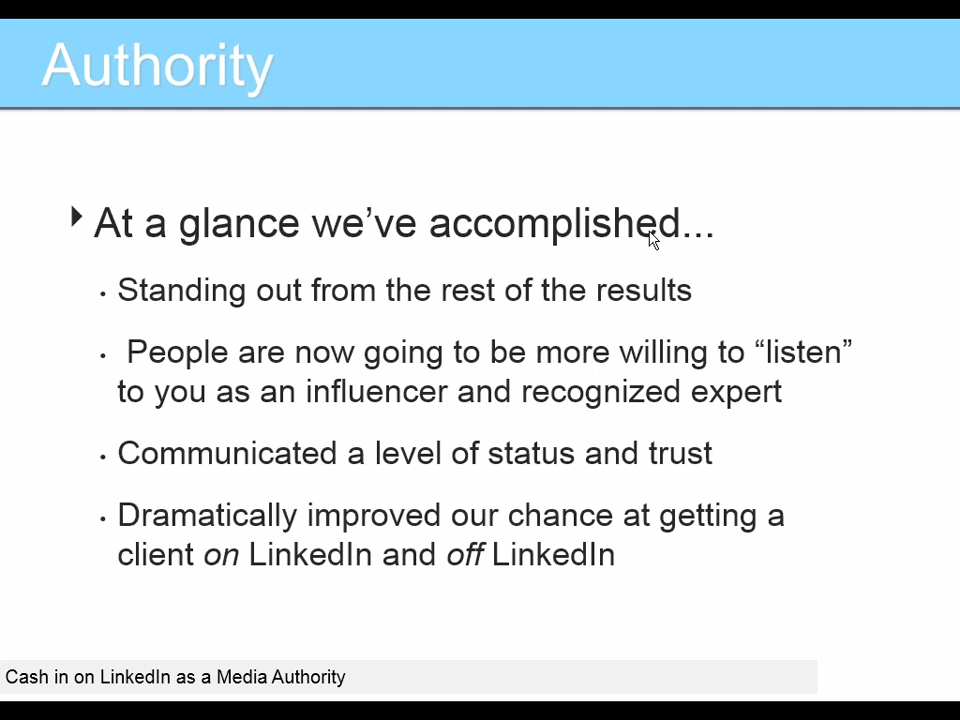 Authority
At a glance we’ve accomplished...
• Standing out from the rest of the results
• People are now going to be more willing to “listen”
to you as an influencer and recognized expert
• Communicated a level of status and trust
• Dramatically improved our chance at getting a
client on LinkedIn and off LinkedIn
Cash in on LinkedIn as a Media Authority